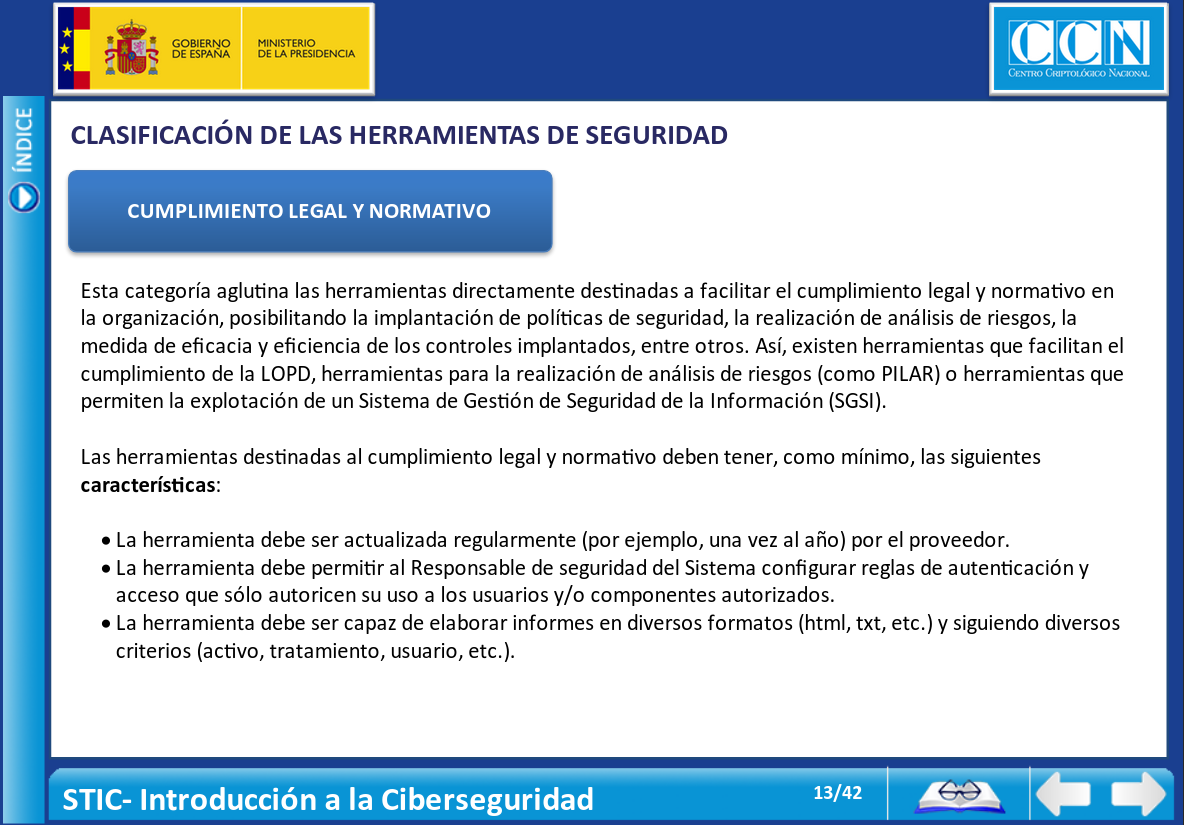 GOBIERNO
DE ESPAÑA
MINISTERIO
DE LA PRESIDENCIA
CCN
CENTRO CRIPTOLÓGICO NACIONAL
ÍNDICE
CLASIFICACIÓN DE LAS HERRAMIENTAS DE SEGURIDAD
CUMPLIMIENTO LEGAL Y NORMATIVO
Esta categoría aglutina las herramientas directamente destinadas a facilitar el cumplimiento legal y normativo en
la organización, posibilitando la implantación de políticas de seguridad, la realización de análisis de riesgos, la
medida de eficacia y eficiencia de los controles implantados, entre otros. Así, existen herramientas que facilitan el
cumplimiento de la LOPD, herramientas para la realización de análisis de riesgos (como PILAR) o herramientas que
permiten la explotación de un Sistema de Gestión de Seguridad de la Información (SGSI).
Las herramientas destinadas al cumplimiento legal y normativo deben tener, como mínimo, las siguientes
características:
• La herramienta debe ser actualizada regularmente (por ejemplo, una vez al año) por el proveedor.
• La herramienta debe permitir al Responsable de seguridad del Sistema configurar reglas de autenticación y
acceso que sólo autoricen su uso a los usuarios y/o componentes autorizados.
• La herramienta debe ser capaz de elaborar informes en diversos formatos (html, txt, etc.) y siguiendo diversos
criterios (activo, tratamiento, usuario, etc.).
STIC- Introducción a la Ciberseguridad
13/42